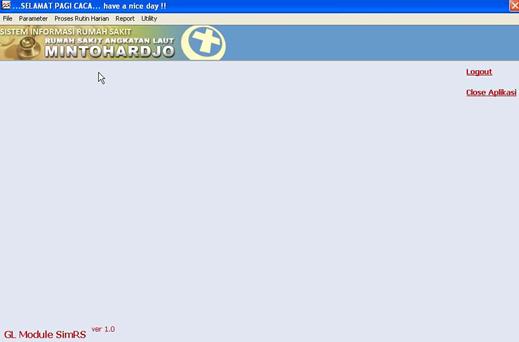 ...SELAMAT PAGI CACA... have a nice day !!
File Parameter Proses Rutin Harian Report Utility
SISTEM INFORMASI RUMAH SAKIT
RUMAH SAKIT ANGKATAN LAUT
MINTOHARDJO
Logout
Close Aplikasi
GL Module SimRS ver 1.0